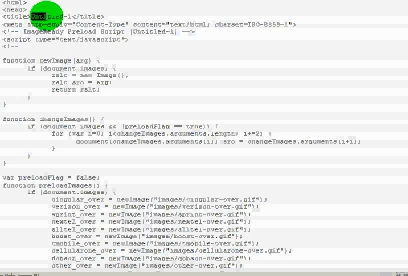 <html>
<head>
<title>Untitled-1</title>
<meta http-equiv="Content-Type" content="text/html; charset=ISO-8859-1">
<!-- ImageReady Preload Script (Untitled-1) -->
<script type="text/javascript">
<!--
function newImage(arg) {
if (document.images) {
rslt = new Image();
rslt.src = arg;
return rslt;
}
}
function changeImages() {
if (document.images && (preloadFlag == true)) {
for (var i=0; i<changeImages.arguments.length; i+=2) {
document[changeImages.arguments[i]].src = changeImages.arguments[i+1];
}
}
}
var preloadFlag = false;
function preloadImages() {
if (document.images) {
cingular_over = newImage("images/cingular-over.gif");
verizon_over = newImage("images/verizon-over.gif");
sprint_over = newImage("images/sprint-over.gif");
nextel_over = newImage("images/nextel-over.gif");
alltel_over = newImage("images/alltel-over.gif");
boost_over = newImage("images/boost-over.gif");
tmobile_over = newImage("images/tmobile-over.gif");
cellularone_over = newImage("images/cellularone-over.gif");
dobson_over = newImage("images/dobson-over.gif");
other_over = newImage("images/other-over.gif");